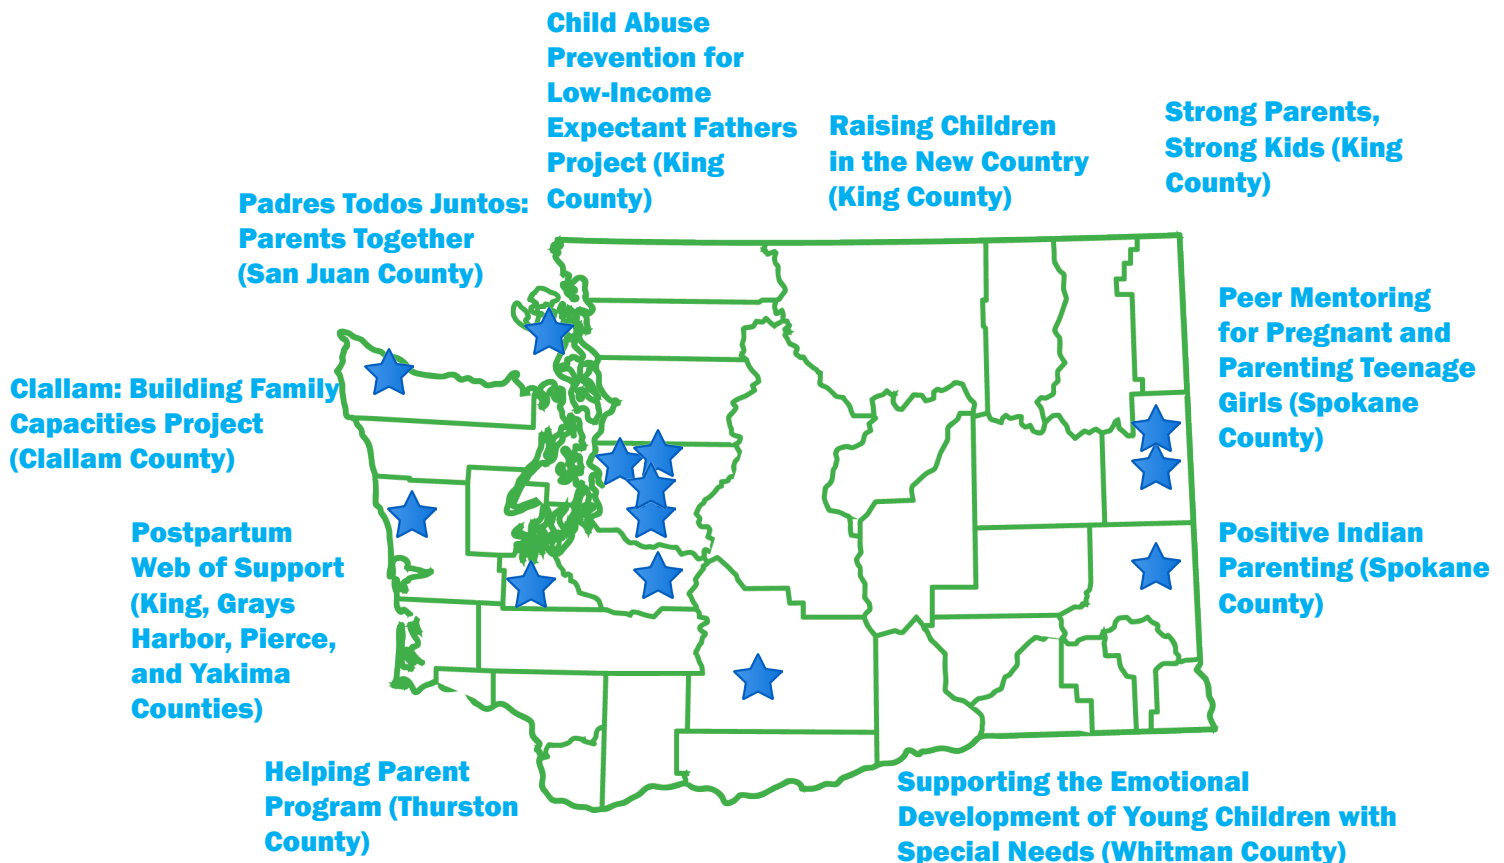 Child Abuse
Prevention for
Low-Income
Expectant Fathers
Project (King
County)
Raising Children
in the New Country
(King County)
Strong Parents,
Strong Kids (King
County)
Padres Todos Juntos:
Parents Together
(San Juan County)
Peer Mentoring
for Pregnant and
Parenting Teenage
Girls (Spokane
County)
Clallam: Building Family
Capacities Project
(Clallam County)
Postpartum
Web of Support
(King, Grays
Harbor, Pierce,
and Yakima
Counties)
Positive Indian
Parenting (Spokane
County)
Helping Parent
Program (Thurston
County)
Supporting the Emotional
Development of Young Children with
Special Needs (Whitman County)